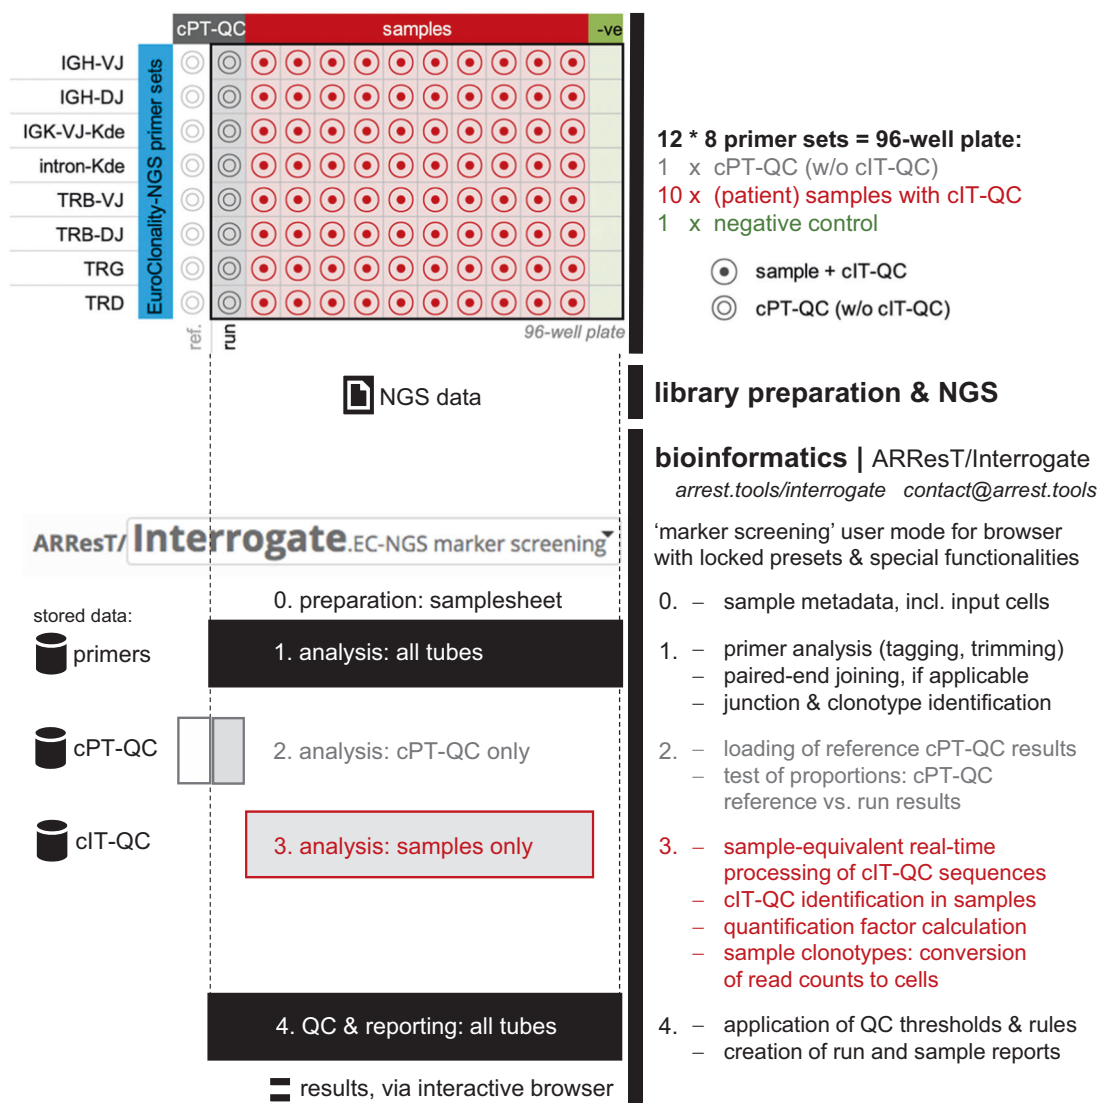 cPT-QC samples -ve
EuroClonality-NGS primer sets
IGH-VJ
IGH-DJ
IGK-VJ-Kde
intron-Kde
TRB-VJ
TRB-DJ
TRG
TRD
ref. run 96-well plate
12 * 8 primer sets = 96-well plate:
1 x cPT-QC (w/o cIT-QC)
10 x (patient) samples with cIT-QC
1 x negative control
sample + cIT-QC
cPT-QC (w/o cIT-QC)
NGS data
library preparation & NGS
bioinformatics | ARResT/Interrogate
arrest.tools/interrogate contact@arrest.tools
ARResT/ Interrogate.EC-NGS marker screening
'marker screening' user mode for browser
with locked presets & special functionalities
stored data:
primers
cPT-QC
cIT-QC
0. preparation: samplesheet
1. analysis: all tubes
2. analysis: cPT-QC only
3. analysis: samples only
4. QC & reporting: all tubes
results, via interactive browser
0. – sample metadata, incl. input cells
1. – primer analysis (tagging, trimming)
– paired-end joining, if applicable
– junction & clonotype identification
2. – loading of reference cPT-QC results
– test of proportions: cPT-QC
reference vs. run results
3. – sample-equivalent real-time
processing of cIT-QC sequences
– cIT-QC identification in samples
– quantification factor calculation
– sample clonotypes: conversion
of read counts to cells
4. – application of QC thresholds & rules
– creation of run and sample reports